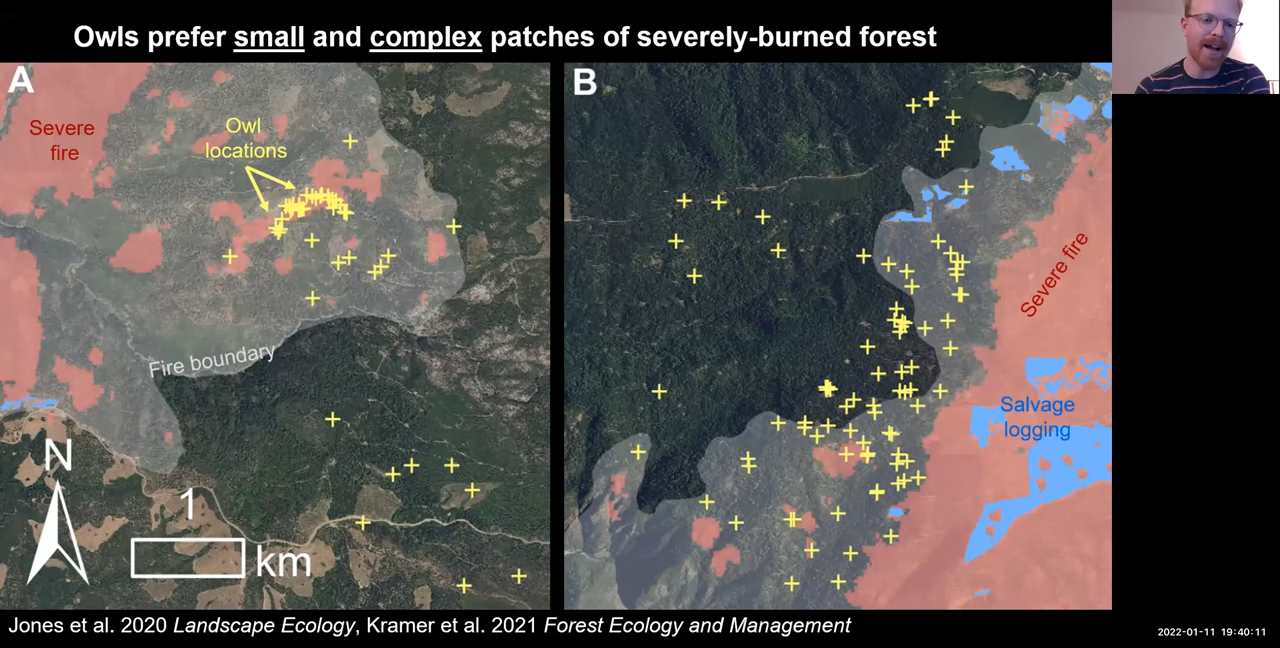 Owls prefer small and complex patches of severely-burned forest
A
Severe
fire
Owl
locations
Fire boundary
N
1
km
B
Severe fire
Salvage
logging
Jones et al. 2020 Landscape Ecology, Kramer et al. 2021 Forest Ecology and Management
2022-01-11 19:40:11